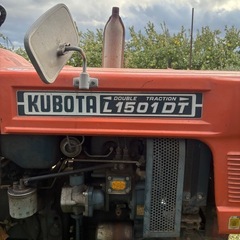 KUBOTA DOUBLE TRACTION
L1501DT